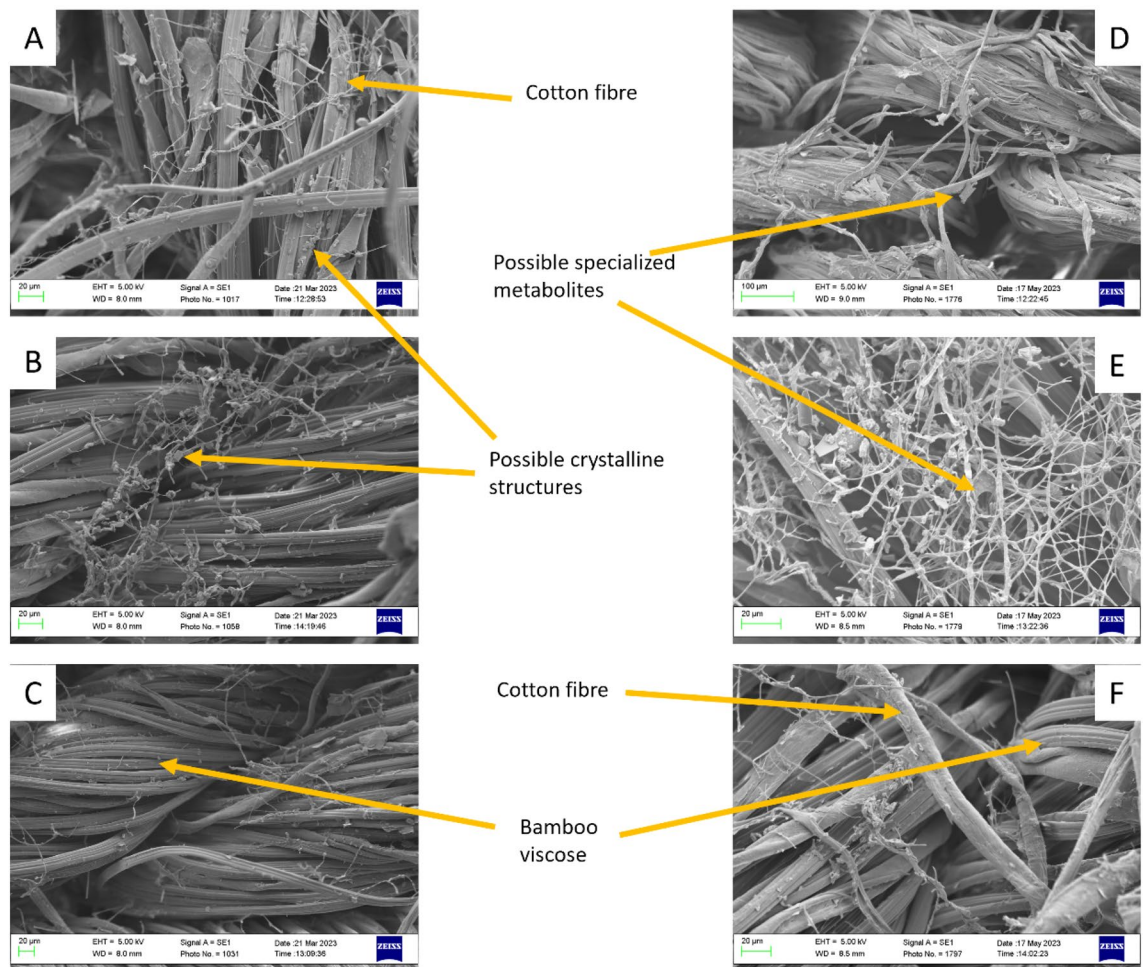 A
20 µm
EHT = 5.00 kV
WD = 8.0 mm
Signal A = SE1
Photo No. = 1017
Date :21 Mar 2023
Time :12:28:53
ZEISS
Cotton fibre
D
100 µm
EHT = 5.00 kV
WD = 9.0 mm
Signal A = SE1
Photo No. = 1776
Date :17 May 2023
Time :12:22:45
ZEISS
Possible specialized
metabolites
B
20 µm
EHT = 5.00 kV
WD = 8.0 mm
Signal A = SE1
Photo No. = 1058
Date :21 Mar 2023
Time :14:19:46
ZEISS
Possible crystalline
structures
E
20 µm
EHT = 5.00 kV
WD = 8.5 mm
Signal A = SE1
Photo No. = 1779
Date :17 May 2023
Time :13:22:36
ZEISS
C
20 µm
EHT = 5.00 kV
WD = 8.0 mm
Signal A = SE1
Photo No. = 1031
Date :21 Mar 2023
Time :13:09:36
ZEISS
Cotton fibre
Bamboo
viscose
F
20 µm
EHT = 5.00 kV
WD = 8.5 mm
Signal A = SE1
Photo No. = 1797
Date :17 May 2023
Time :14:02:23
ZEISS